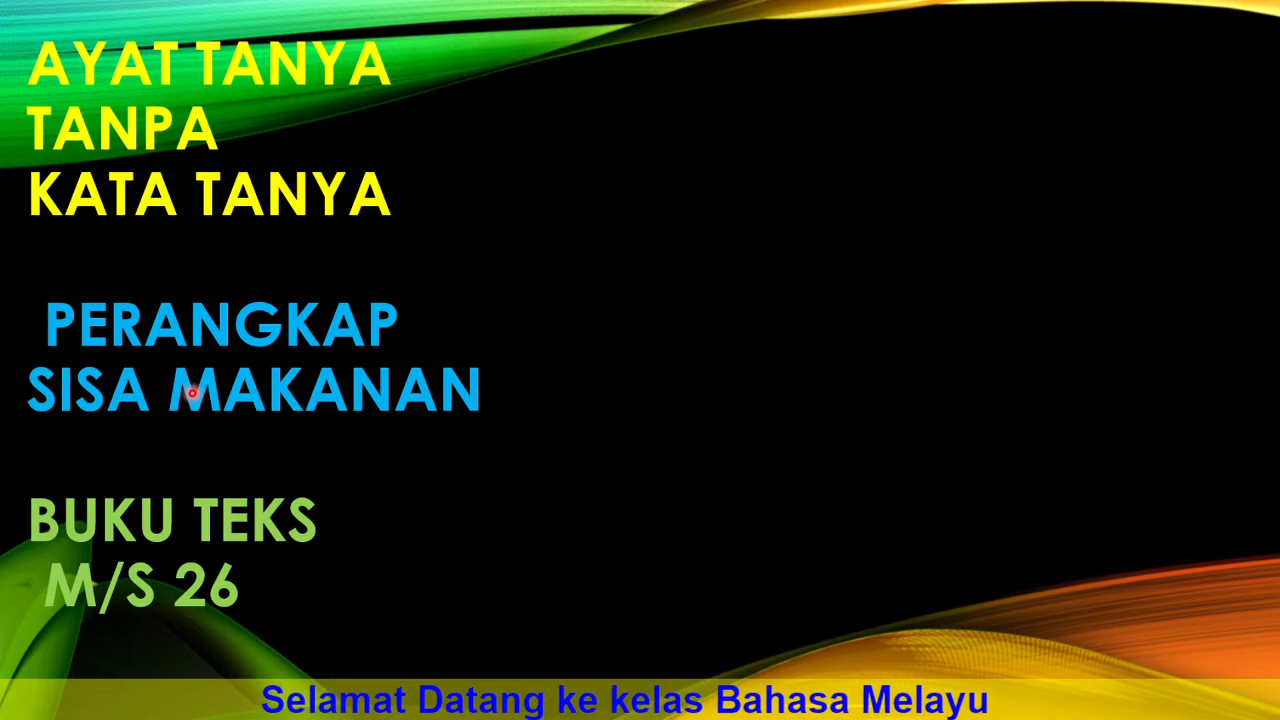 AYAT TANYA
TANPA
KATA TANYA
PERANGKAP
SISA MAKANAN
BUKU TEKS
M/S 26
Selamat Datang ke kelas Bahasa Melayu